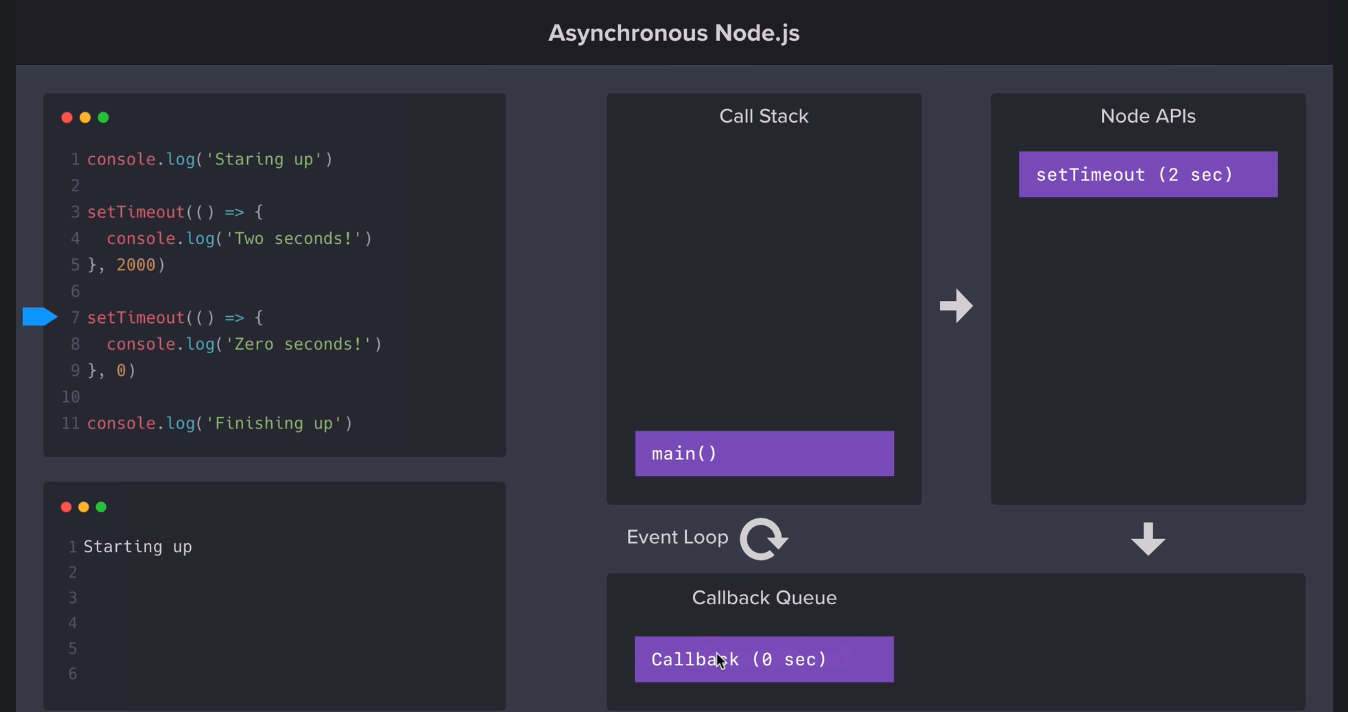 Asynchronous Node.js
1 console.log('Staring up')
2
3 setTimeout(() => {
4 console.log('Two seconds!')
5 }, 2000)
6
7 setTimeout(() => {
8 console.log('Zero seconds!')
9 }, 0)
10
11 console.log('Finishing up')
1 Starting up
2
3
4
5
6
Call Stack
main()
Node APIs
setTimeout (2 sec)
Event Loop
Callback Queue
Callback (0 sec)